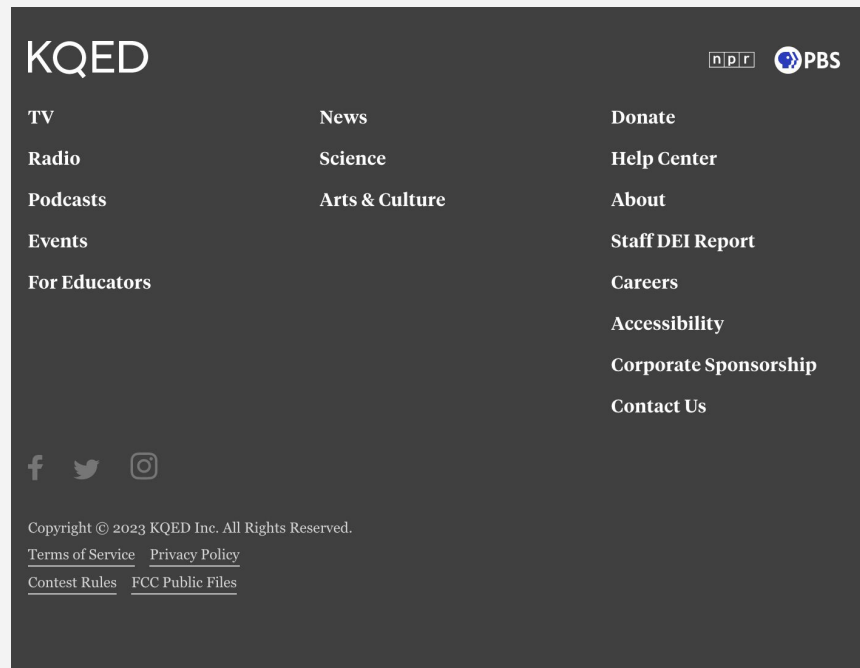 KQED
npr PBS
TV
Radio
Podcasts
Events
For Educators
News
Science
Arts & Culture
Donate
Help Center
About
Staff DEI Report
Careers
Accessibility
Corporate Sponsorship
Contact Us
Copyright © 2023 KQED Inc. All Rights Reserved.
Terms of Service Privacy Policy
Contest Rules FCC Public Files